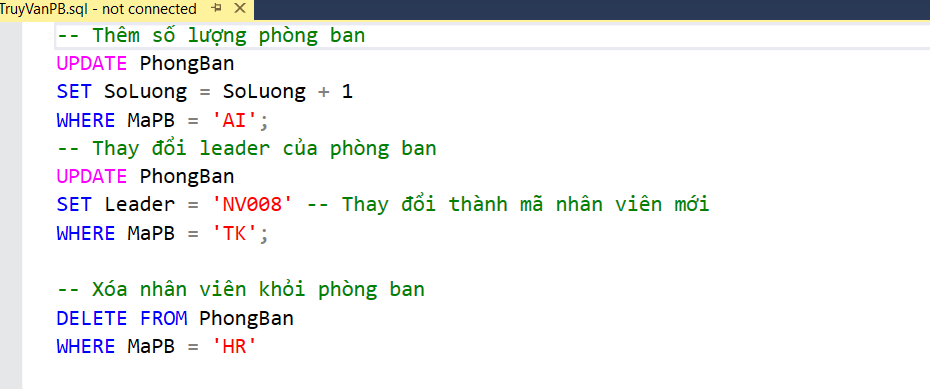 TruyVanPB.sql - not connected
-- Thêm số lượng phòng ban
UPDATE PhongBan
SET SoLuong = SoLuong + 1
WHERE MaPB = 'AI';
-- Thay đổi leader của phòng ban
UPDATE PhongBan
SET Leader = 'NV008' -- Thay đổi thành mã nhân viên mới
WHERE MaPB = 'TK';
-- Xóa nhân viên khỏi phòng ban
DELETE FROM PhongBan
WHERE MaPB = 'HR'